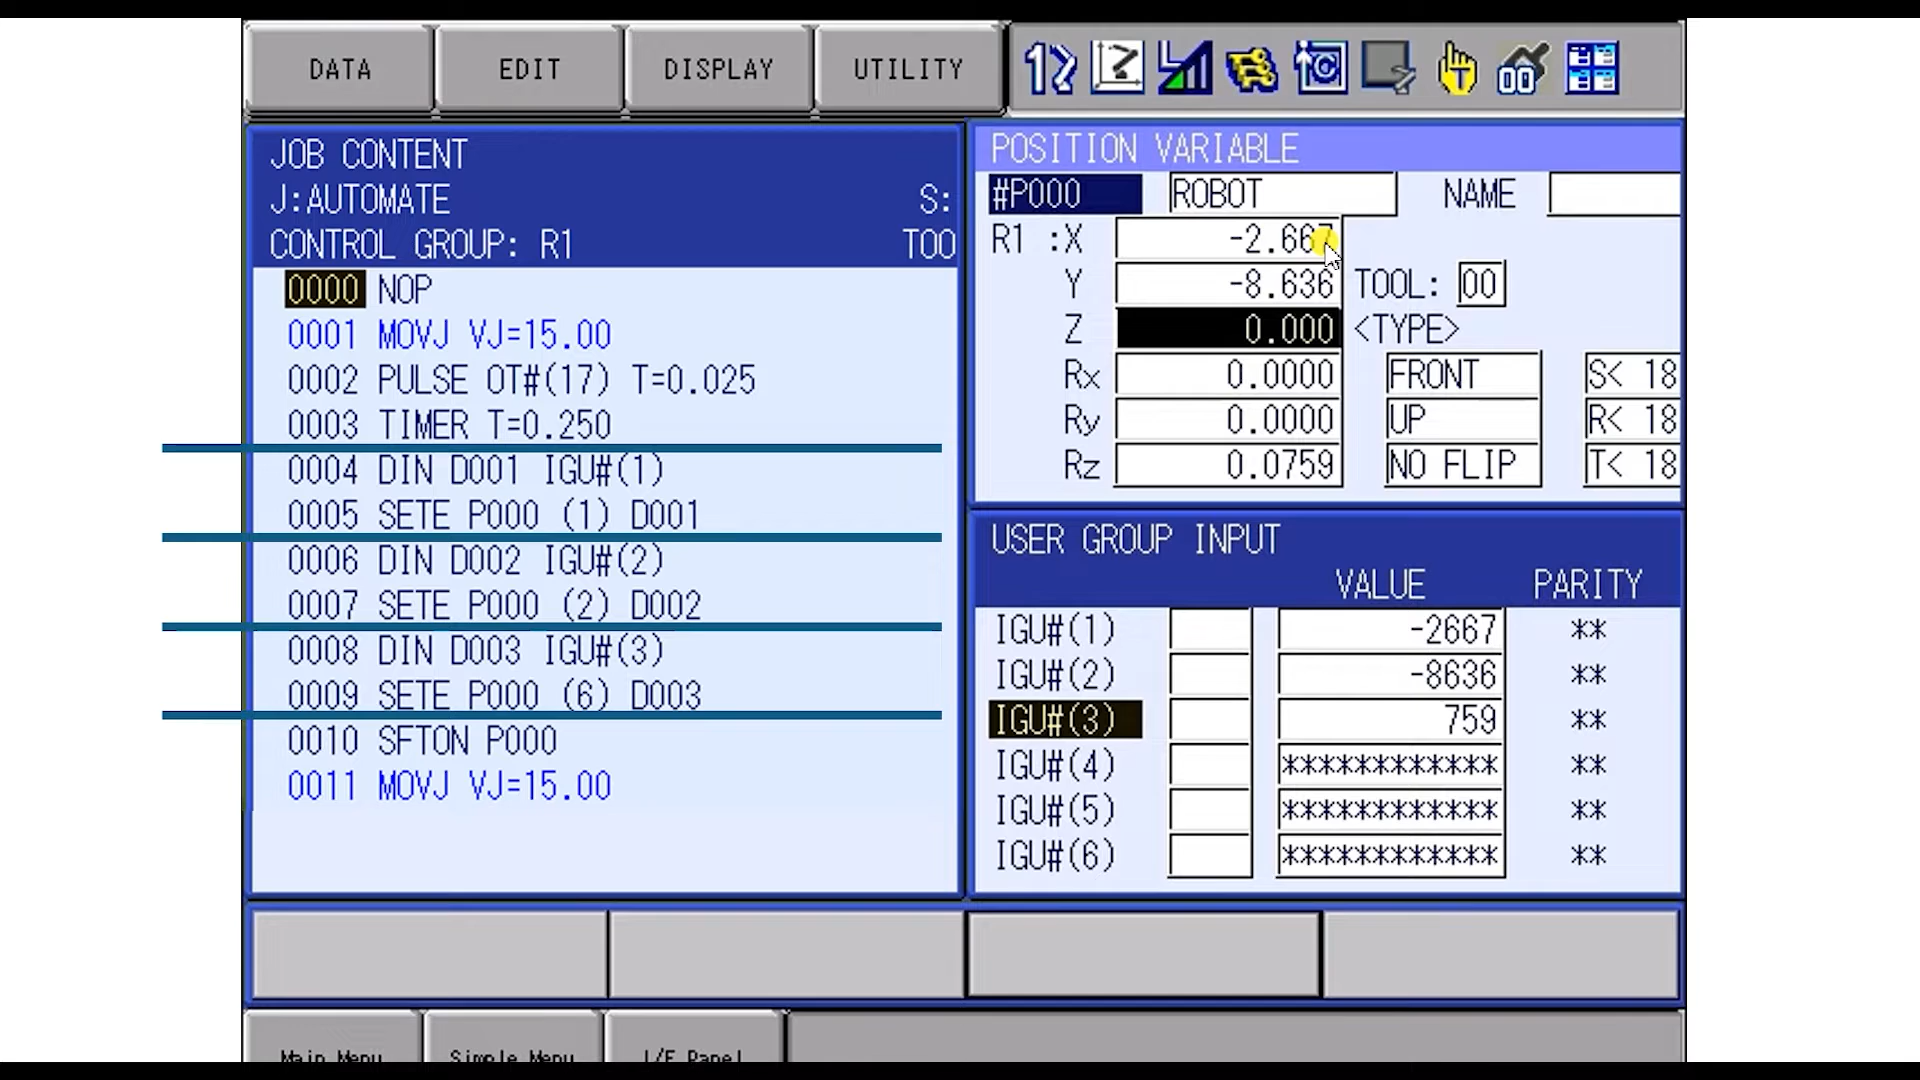 DATA EDIT DISPLAY UTILITY
JOB CONTENT
J:AUTOMATE S:
CONTROL GROUP: R1 TOO
0000 NOP
0001 MOVJ VJ=15.00
0002 PULSE OT#(17) T=0.025
0003 TIMER T=0.250
0004 DIN D001 IGU#(1)
0005 SETE P000 (1) D001
0006 DIN D002 IGU#(2)
0007 SETE P000 (2) D002
0008 DIN D003 IGU#(3)
0009 SETE P000 (6) D003
0010 SFTON P000
0011 MOVJ VJ=15.00
POSITION VARIABLE
#P000 ROBOT NAME
R1 :X -2.667
Y -8.636 TOOL: 00
Z 0.000 <TYPE>
Rx 0.0000 FRONT S< 18
Ry 0.0000 UP R< 18
Rz 0.0759 NO FLIP T< 18
USER GROUP INPUT
VALUE PARITY
IGU#(1) -2667 **
IGU#(2) -8636 **
IGU#(3) 759 **
IGU#(4) ************ **
IGU#(5) ************ **
IGU#(6) ************ **
Main Menu Simple Menu I/F Panel